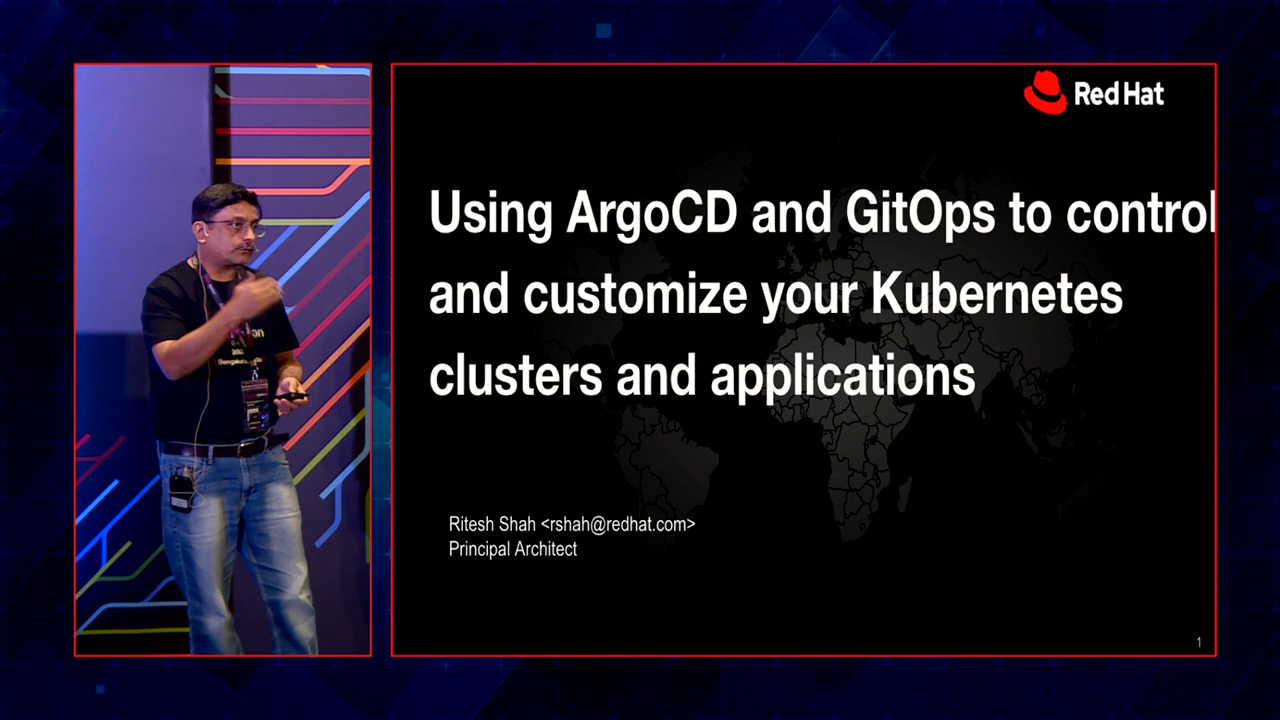 Red Hat
Using ArgoCD and GitOps to control
and customize your Kubernetes
clusters and applications
Ritesh Shah <rshah@redhat.com>
Principal Architect
1